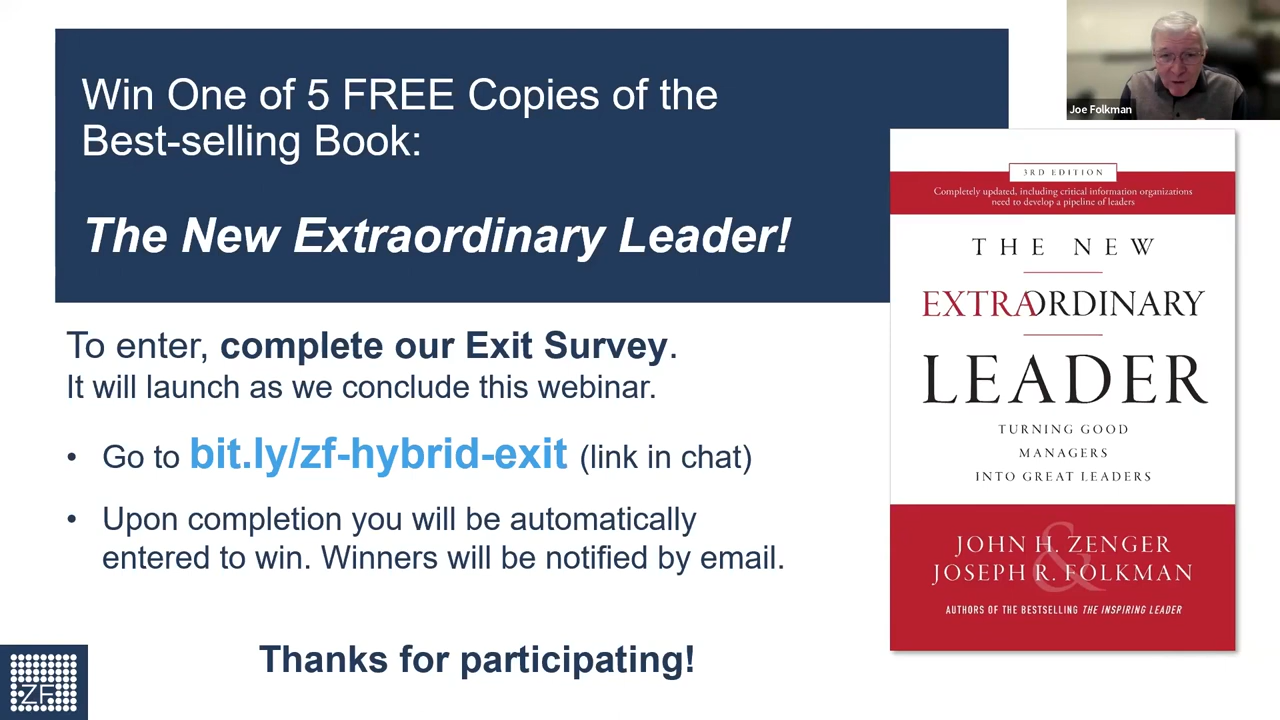 Win One of 5 FREE Copies of the
Best-selling Book:
The New Extraordinary Leader!
To enter, complete our Exit Survey.
It will launch as we conclude this webinar.
• Go to bit.ly/zf-hybrid-exit (link in chat)
• Upon completion you will be automatically
entered to win. Winners will be notified by email.
Thanks for participating!
ZF
Joe Folkman
3RD EDITION
Completely updated, including critical information organizations
need to develop a pipeline of leaders
THE NEW
EXTRAORDINARY
LEADER
TURNING GOOD
MANAGERS
INTO GREAT LEADERS
JOHN H. ZENGER
&
JOSEPH R. FOLKMAN
AUTHORS OF THE BESTSELLING THE INSPIRING LEADER